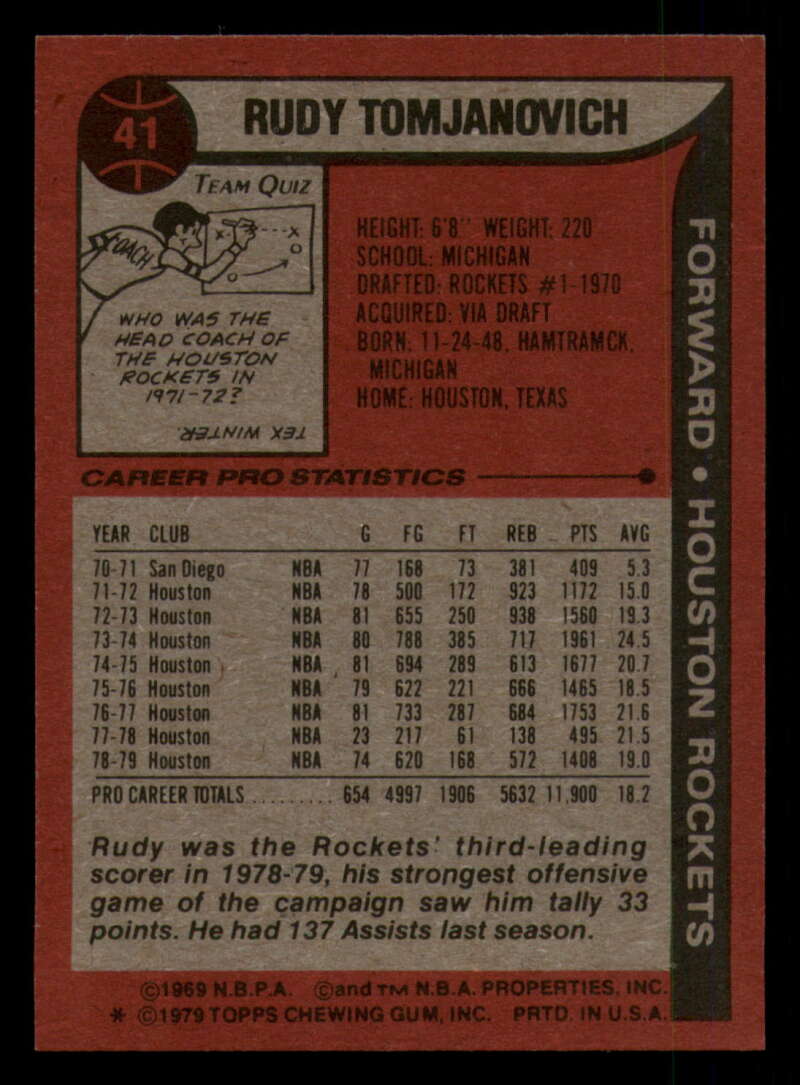 41
RUDY TOMJANOVICH
TEAM QUIZ
COACH
X
X
O
O
WHO WAS THE
HEAD COACH OF
THE HOUSTON
ROCKETS IN
1971-72?
TEX WINTER.
HEIGHT: 6'8" WEIGHT: 220
SCHOOL: MICHIGAN
DRAFTED: ROCKETS #1-1970
ACQUIRED: VIA DRAFT
BORN: 11-24-48, HAMTRAMCK,
MICHIGAN
HOME: HOUSTON, TEXAS
FORWARD • HOUSTON ROCKETS
CAREER PRO STATISTICS
YEAR CLUB G FG FT REB PTS AVG
70-71 San Diego NBA 77 168 73 381 409 5.3
71-72 Houston NBA 78 500 172 923 1172 15.0
72-73 Houston NBA 81 655 250 938 1560 19.3
73-74 Houston NBA 80 788 385 717 1961 24.5
74-75 Houston NBA 81 694 289 613 1677 20.7
75-76 Houston NBA 79 622 221 666 1465 18.5
76-77 Houston NBA 81 733 287 684 1753 21.6
77-78 Houston NBA 23 217 61 138 495 21.5
78-79 Houston NBA 74 620 168 572 1408 19.0
PRO CAREER TOTALS .......... 654 4997 1906 5632 11,900 18.2
Rudy was the Rockets' third-leading
scorer in 1978-79, his strongest offensive
game of the campaign saw him tally 33
points. He had 137 Assists last season.
©1969 N.B.P.A. ©and TM N.B.A. PROPERTIES, INC.
* ©1979 TOPPS CHEWING GUM, INC. PRTD. IN U.S.A.